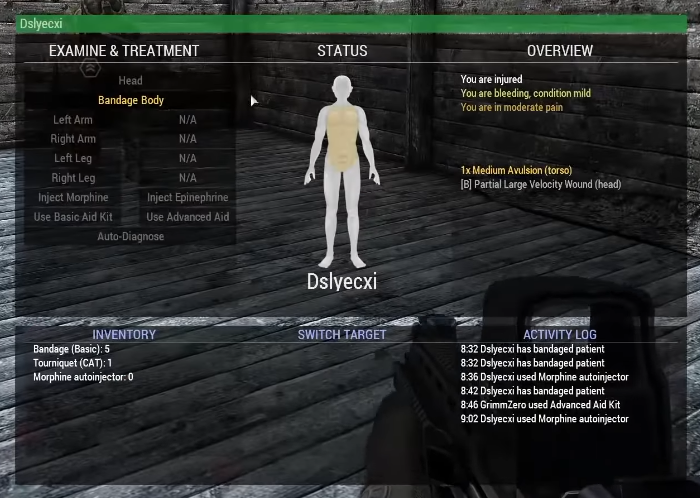 Dslyecxi
EXAMINE & TREATMENT
Head
Bandage Body
Left Arm N/A
Right Arm N/A
Left Leg N/A
Right Leg N/A
Inject Morphine Inject Epinephrine
Use Basic Aid Kit Use Advanced Aid
Auto-Diagnose
STATUS
Dslyecxi
OVERVIEW
You are injured
You are bleeding, condition mild
You are in moderate pain
1x Medium Avulsion (torso)
[B] Partial Large Velocity Wound (head)
INVENTORY
Bandage (Basic): 5
Tourniquet (CAT): 1
Morphine autoinjector: 0
SWITCH TARGET
ACTIVITY LOG
8:32 Dslyecxi has bandaged patient
8:32 Dslyecxi has bandaged patient
8:36 Dslyecxi used Morphine autoinjector
8:42 Dslyecxi has bandaged patient
8:46 GrimmZero used Advanced Aid Kit
9:02 Dslyecxi used Morphine autoinjector